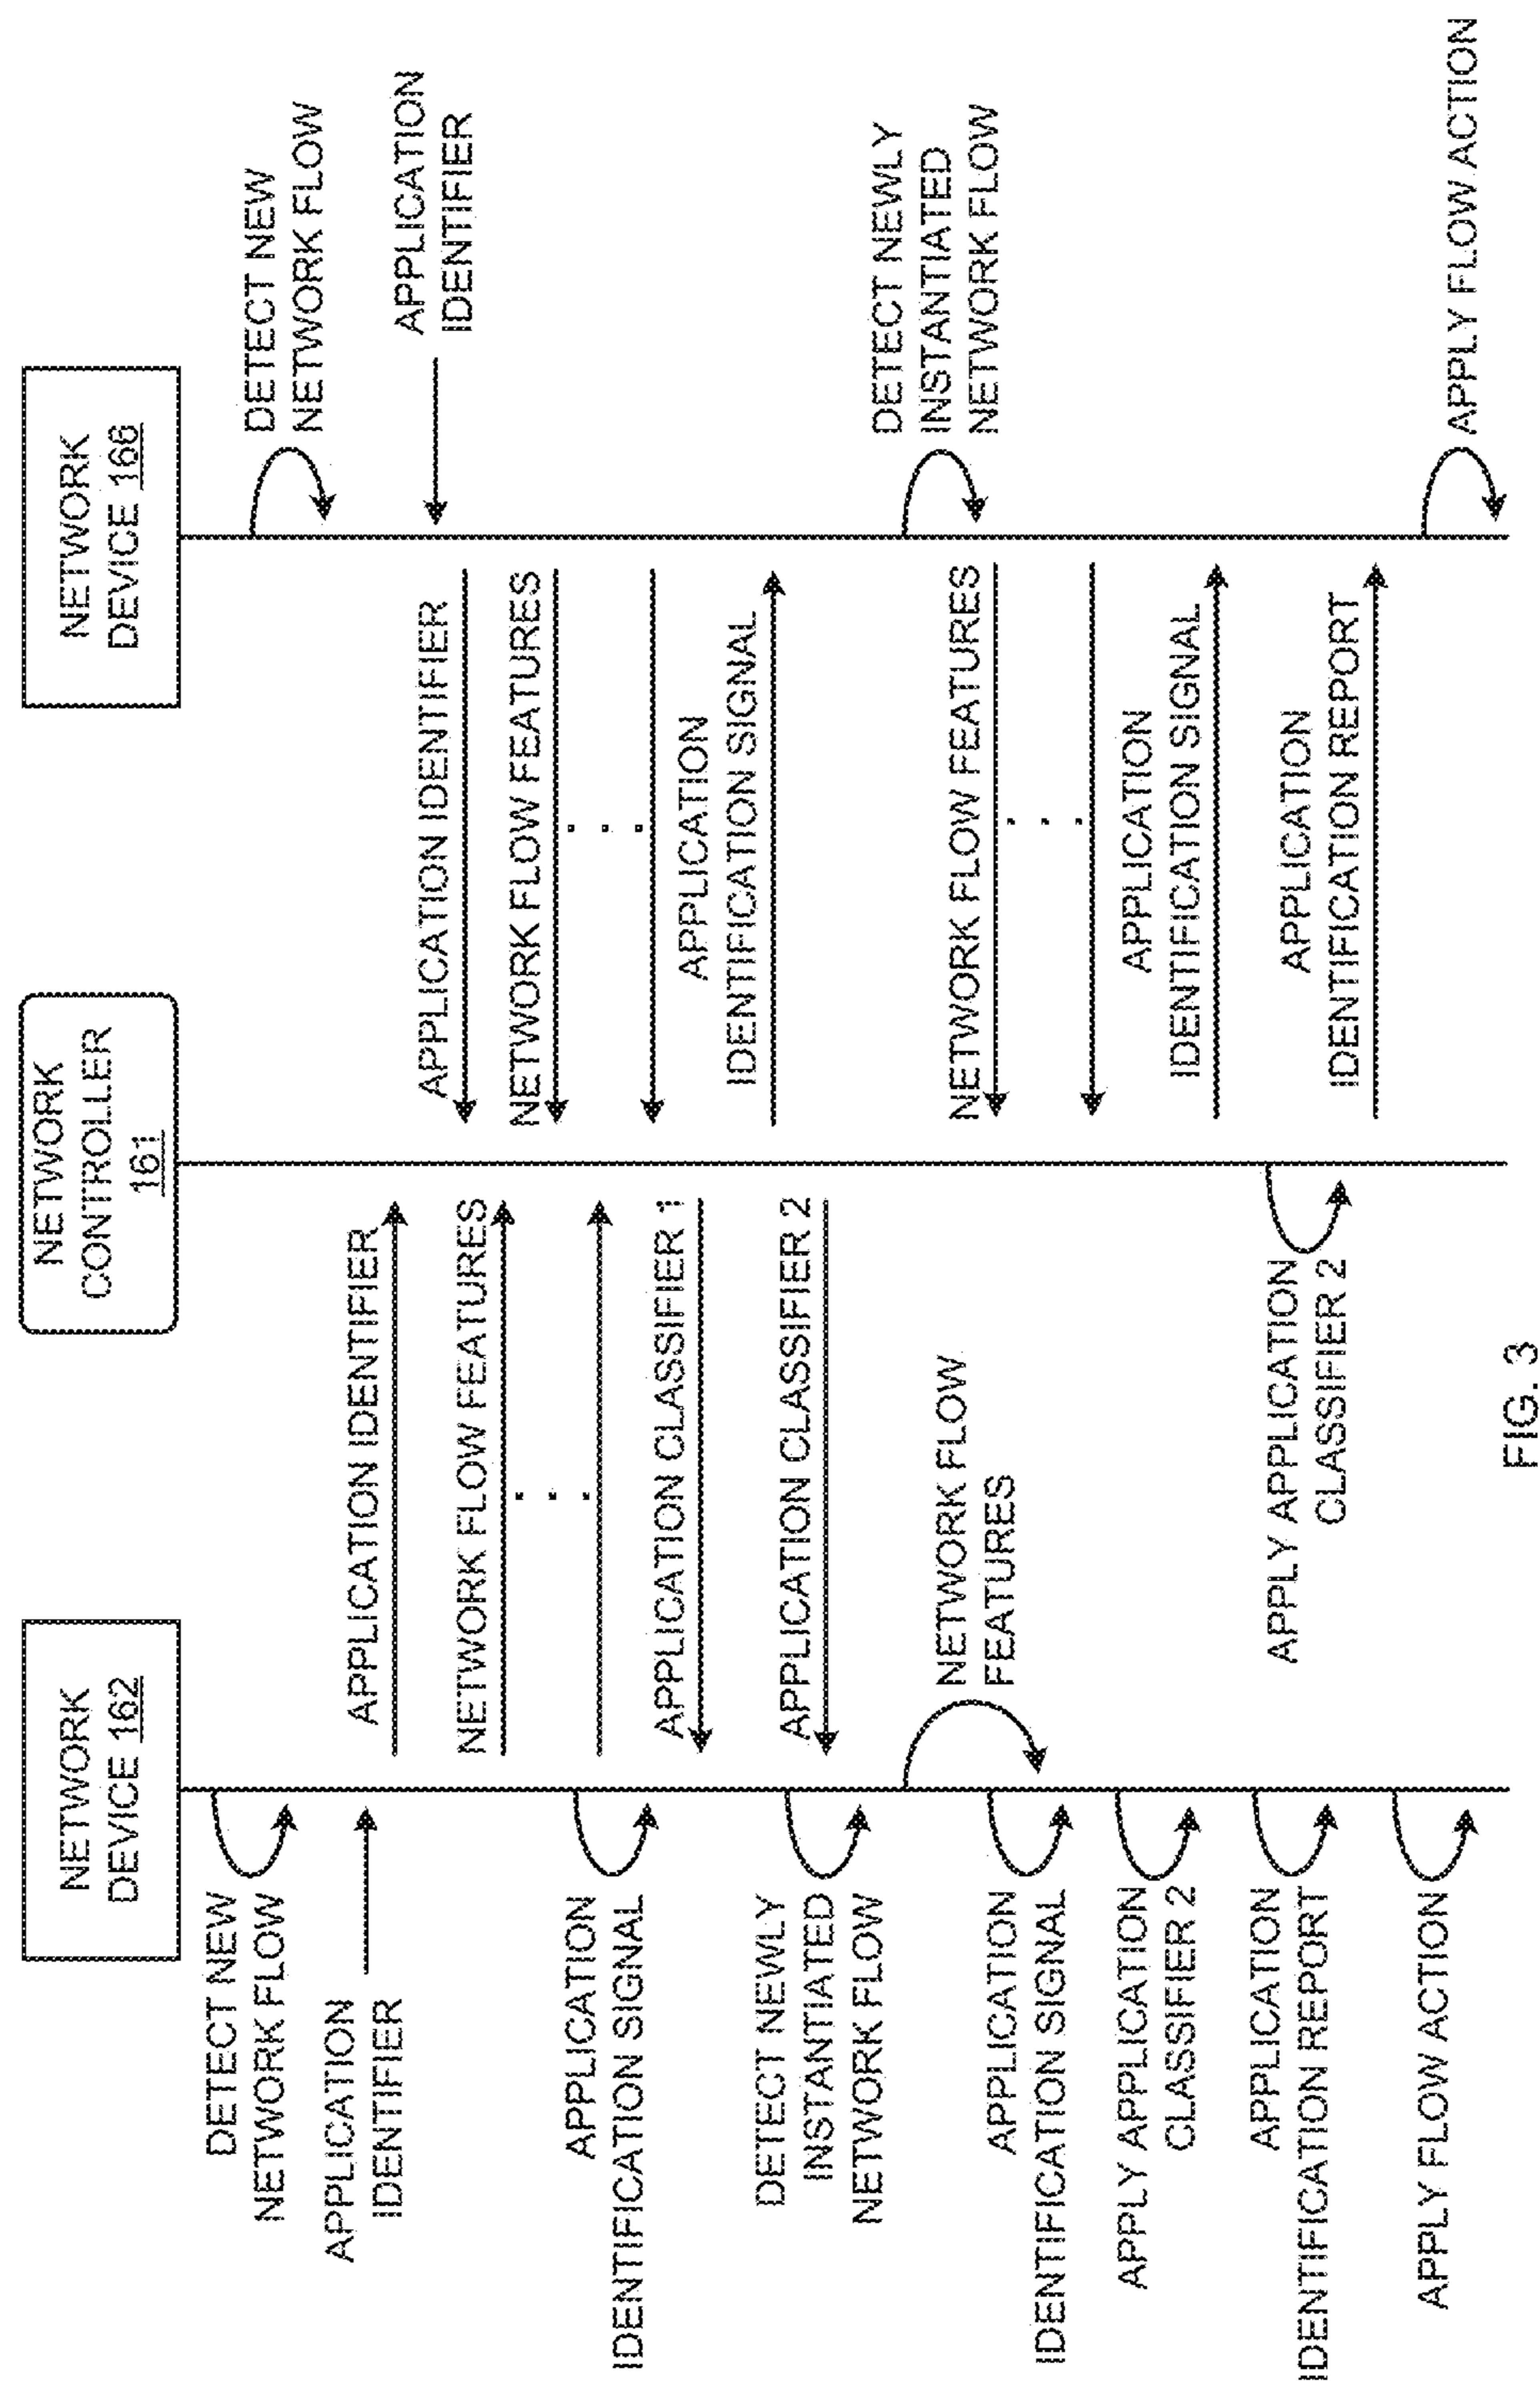 NETWORK
DEVICE 162
NETWORK
CONTROLLER
161
NETWORK
DEVICE 166
DETECT NEW
NETWORK FLOW
DETECT NEW
NETWORK FLOW
APPLICATION
IDENTIFIER
APPLICATION IDENTIFIER
APPLICATION
IDENTIFIER
APPLICATION IDENTIFIER
NETWORK FLOW FEATURES
. . .
NETWORK FLOW FEATURES
. . .
APPLICATION
IDENTIFICATION SIGNAL
APPLICATION CLASSIFIER 1
APPLICATION
IDENTIFICATION SIGNAL
APPLICATION CLASSIFIER 2
DETECT NEWLY
INSTANTIATED
NETWORK FLOW
DETECT NEWLY
INSTANTIATED
NETWORK FLOW
NETWORK FLOW
FEATURES
NETWORK FLOW FEATURES
. . .
APPLICATION
IDENTIFICATION SIGNAL
APPLICATION
IDENTIFICATION SIGNAL
APPLY APPLICATION
CLASSIFIER 2
APPLY APPLICATION
CLASSIFIER 2
APPLICATION
IDENTIFICATION REPORT
APPLICATION
IDENTIFICATION REPORT
APPLY FLOW ACTION
APPLY FLOW ACTION
FIG. 3